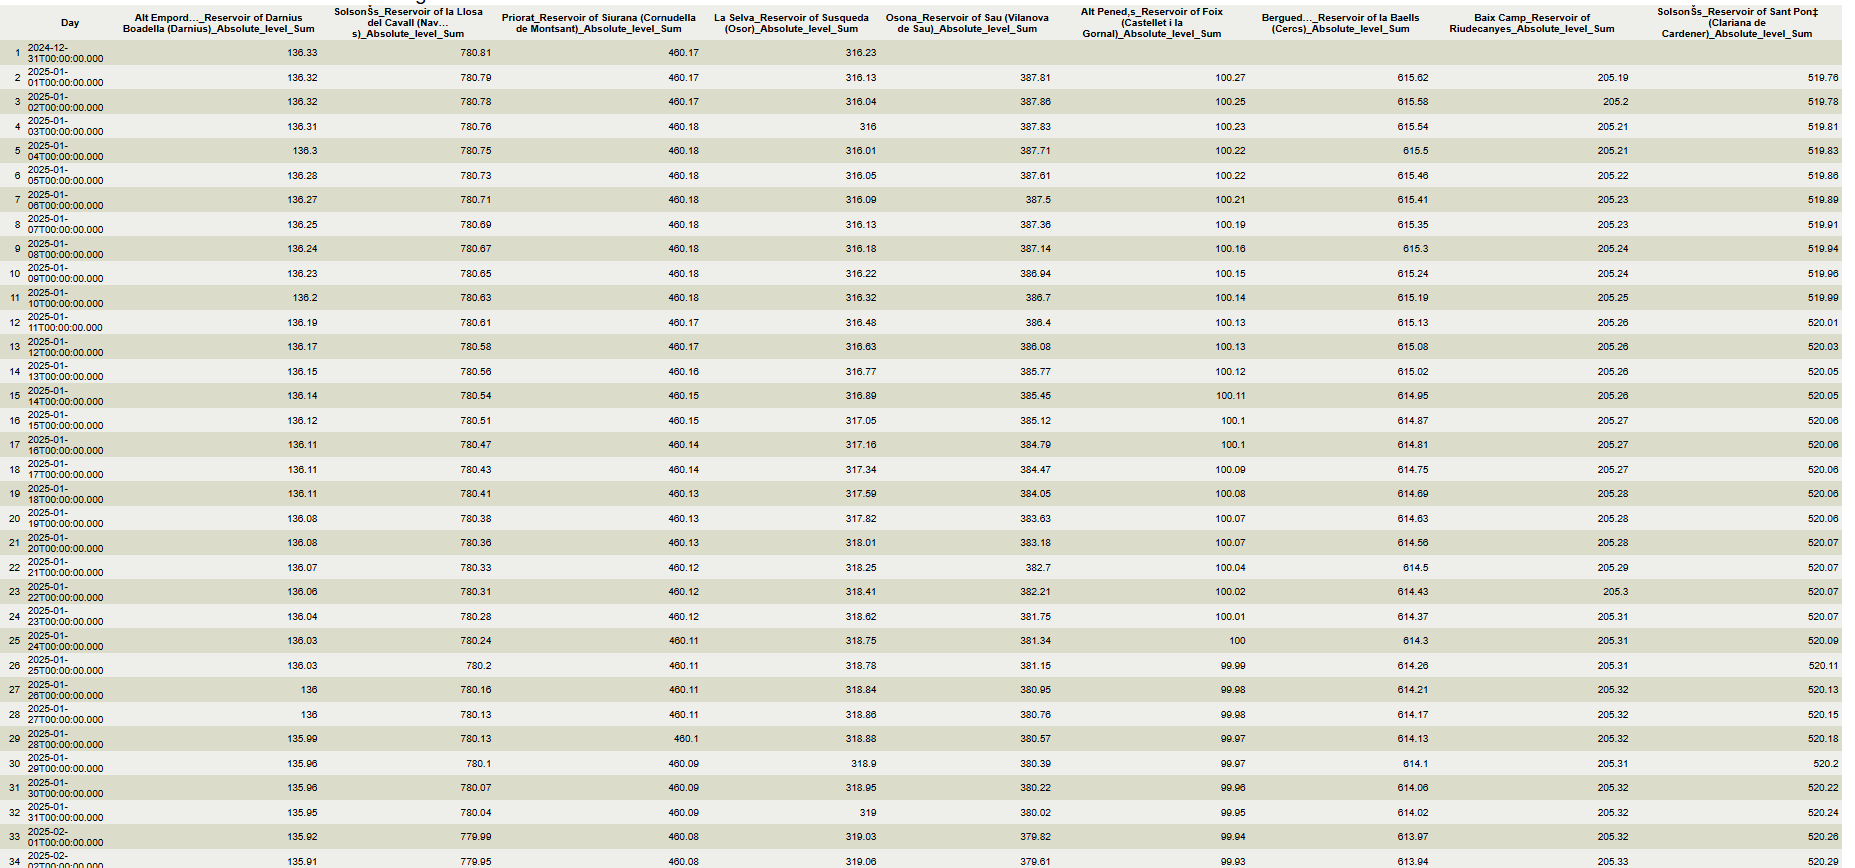 Day Alt Empord…_Reservoir of Darnius Boadella (Darnius)_Absolute_level_Sum SolsonŠs_Reservoir of la Llosa del Cavall (Nav… s)_Absolute_level_Sum Priorat_Reservoir of Siurana (Cornudella de Montsant)_Absolute_level_Sum La Selva_Reservoir of Susqueda (Osor)_Absolute_level_Sum Osona_Reservoir of Sau (Vilanova de Sau)_Absolute_level_Sum Alt Pened‚s_Reservoir of Foix (Castellet i la Gornal)_Absolute_level_Sum Bergued…_Reservoir of la Baells (Cercs)_Absolute_level_Sum Baix Camp_Reservoir of Riudecanyes_Absolute_level_Sum SolsonŠs_Reservoir of Sant Pon‡ (Clariana de Cardener)_Absolute_level_Sum
1 2024-12-31T00:00:00.000 136.33 780.81 460.17 316.23
2 2025-01-01T00:00:00.000 136.32 780.79 460.17 316.13 387.81 100.27 615.62 205.19 519.76
3 2025-01-02T00:00:00.000 136.32 780.78 460.17 316.04 387.86 100.25 615.58 205.2 519.78
4 2025-01-03T00:00:00.000 136.31 780.76 460.18 316 387.83 100.23 615.54 205.21 519.81
5 2025-01-04T00:00:00.000 136.3 780.75 460.18 316.01 387.71 100.22 615.5 205.21 519.83
6 2025-01-05T00:00:00.000 136.28 780.73 460.18 316.05 387.61 100.22 615.46 205.22 519.86
7 2025-01-06T00:00:00.000 136.27 780.71 460.18 316.09 387.5 100.21 615.41 205.23 519.89
8 2025-01-07T00:00:00.000 136.25 780.69 460.18 316.13 387.36 100.19 615.35 205.23 519.91
9 2025-01-08T00:00:00.000 136.24 780.67 460.18 316.18 387.14 100.16 615.3 205.24 519.94
10 2025-01-09T00:00:00.000 136.23 780.65 460.18 316.22 386.94 100.15 615.24 205.24 519.96
11 2025-01-10T00:00:00.000 136.2 780.63 460.18 316.32 386.7 100.14 615.19 205.25 519.99
12 2025-01-11T00:00:00.000 136.19 780.61 460.17 316.48 386.4 100.13 615.13 205.26 520.01
13 2025-01-12T00:00:00.000 136.17 780.58 460.17 316.63 386.08 100.13 615.08 205.26 520.03
14 2025-01-13T00:00:00.000 136.15 780.56 460.16 316.77 385.77 100.12 615.02 205.26 520.05
15 2025-01-14T00:00:00.000 136.14 780.54 460.15 316.89 385.45 100.11 614.95 205.26 520.05
16 2025-01-15T00:00:00.000 136.12 780.51 460.15 317.05 385.12 100.1 614.87 205.27 520.06
17 2025-01-16T00:00:00.000 136.11 780.47 460.14 317.16 384.79 100.1 614.81 205.27 520.06
18 2025-01-17T00:00:00.000 136.11 780.43 460.14 317.34 384.47 100.09 614.75 205.27 520.06
19 2025-01-18T00:00:00.000 136.11 780.41 460.13 317.59 384.05 100.08 614.69 205.28 520.06
20 2025-01-19T00:00:00.000 136.08 780.38 460.13 317.82 383.63 100.07 614.63 205.28 520.06
21 2025-01-20T00:00:00.000 136.08 780.36 460.13 318.01 383.18 100.07 614.56 205.28 520.07
22 2025-01-21T00:00:00.000 136.07 780.33 460.12 318.25 382.7 100.04 614.5 205.29 520.07
23 2025-01-22T00:00:00.000 136.06 780.31 460.12 318.41 382.21 100.02 614.43 205.3 520.07
24 2025-01-23T00:00:00.000 136.04 780.28 460.12 318.62 381.75 100.01 614.37 205.31 520.07
25 2025-01-24T00:00:00.000 136.03 780.24 460.11 318.75 381.34 100 614.3 205.31 520.09
26 2025-01-25T00:00:00.000 136.03 780.2 460.11 318.78 381.15 99.99 614.26 205.31 520.11
27 2025-01-26T00:00:00.000 136 780.16 460.11 318.84 380.95 99.98 614.21 205.32 520.13
28 2025-01-27T00:00:00.000 136 780.13 460.11 318.86 380.76 99.98 614.17 205.32 520.15
29 2025-01-28T00:00:00.000 135.99 780.13 460.1 318.88 380.57 99.97 614.13 205.32 520.18
30 2025-01-29T00:00:00.000 135.96 780.1 460.09 318.9 380.39 99.97 614.1 205.31 520.2
31 2025-01-30T00:00:00.000 135.96 780.07 460.09 318.95 380.22 99.96 614.06 205.32 520.22
32 2025-01-31T00:00:00.000 135.95 780.04 460.09 319 380.02 99.95 614.02 205.32 520.24
33 2025-02-01T00:00:00.000 135.92 779.99 460.08 319.03 379.82 99.94 613.97 205.32 520.26
34 2025-02-02T00:00:00.000 135.91 779.95 460.08 319.06 379.61 99.93 613.94 205.33 520.29